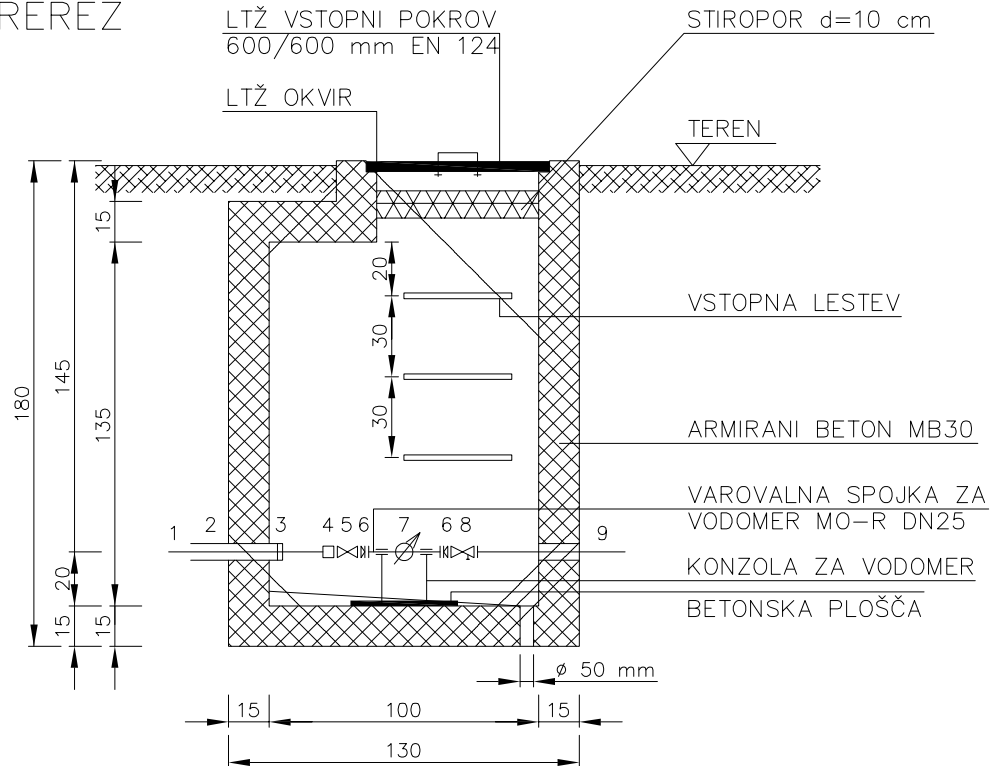 REREZ
LTŽ VSTOPNI POKROV
600/600 mm EN 124
STIROPOR d=10 cm
LTŽ OKVIR
TEREN
15
20
VSTOPNA LESTEV
30
145
180
135
30
ARMIRANI BETON MB30
VAROVALNA SPOJKA ZA
VODOMER MO-R DN25
1 2 3 4 5 6 7 6 8 9
KONZOLA ZA VODOMER
20
BETONSKA PLOŠČA
15 15
ø 50 mm
15 100 15
130